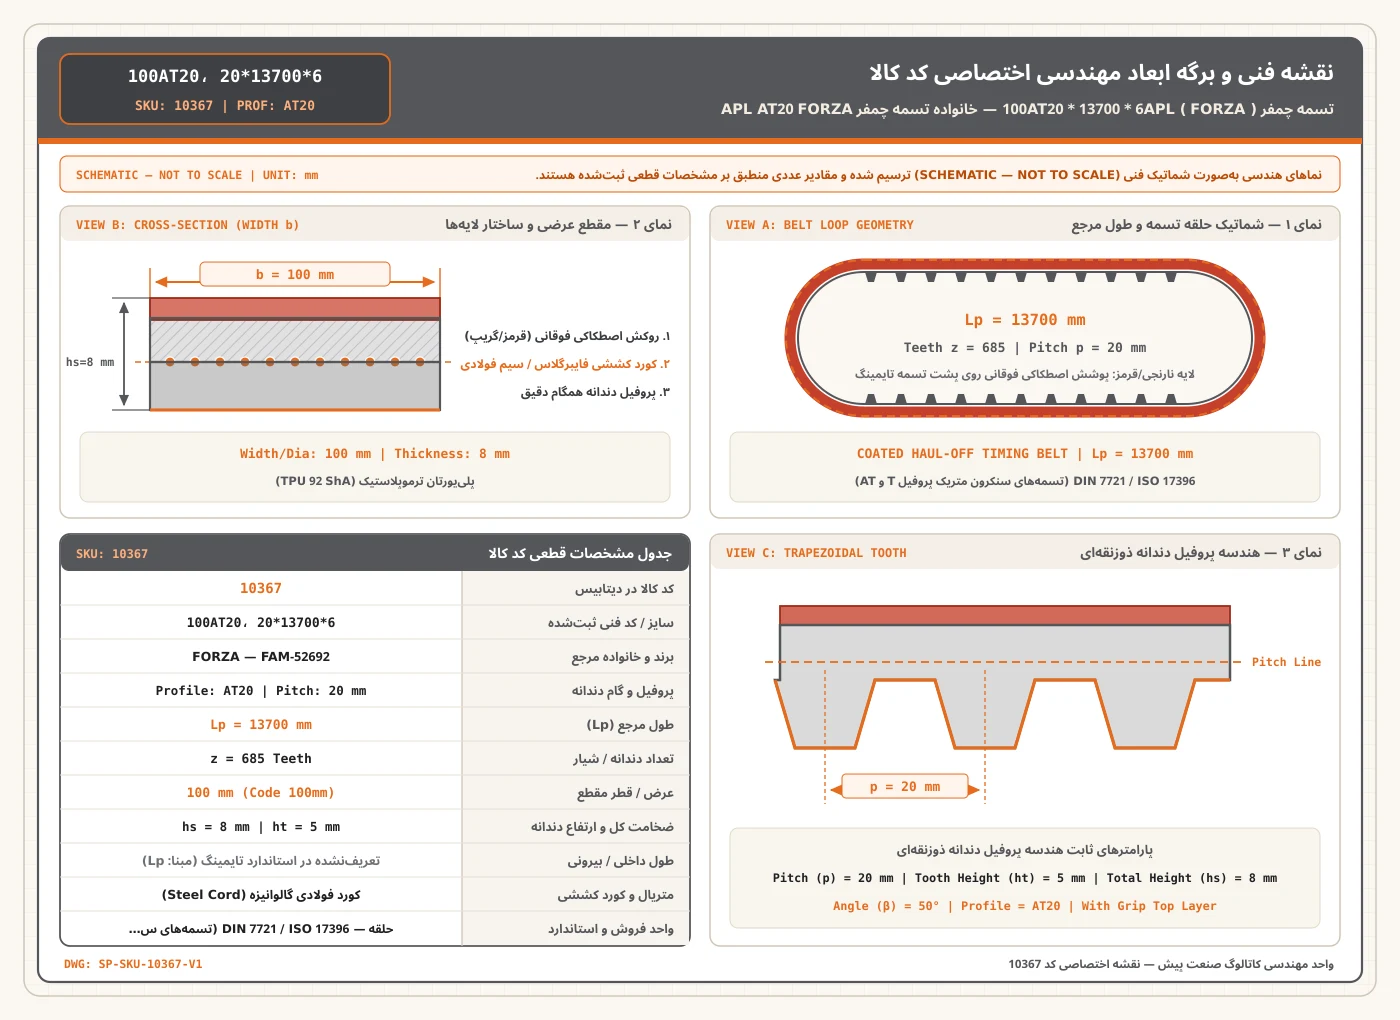 نقشه فنی و برگه ابعاد مهندسی اختصاصی کد کالا
تسمه چمفر 100AT20 * 13700 * 6APL ( FORZA ) — خانواده تسمه چمفر APL AT20 FORZA
100AT20، 20*13700*6
SKU: 10367 | PROF: AT20
نماهای هندسی به‌صورت شماتیک فنی (SCHEMATIC — NOT TO SCALE) ترسیم شده و مقادیر عددی منطبق بر مشخصات قطعی ثبت‌شده هستند.
SCHEMATIC — NOT TO SCALE | UNIT: mm
نمای ۱ — شماتیک حلقه تسمه و طول مرجع
VIEW A: BELT LOOP GEOMETRY
Lp = 13700 mm
Teeth z = 685 | Pitch p = 20 mm
لایه نارنجی/قرمز: پوشش اصطکاکی فوقانی روی پشت تسمه تایمینگ
COATED HAUL-OFF TIMING BELT | Lp = 13700 mm
DIN 7721 / ISO 17396 (تسمه‌های سنکرون متریک پروفیل T و AT)
نمای ۲ — مقطع عرضی و ساختار لایه‌ها
VIEW B: CROSS-SECTION (WIDTH b)
b = 100 mm
hs=8 mm
۱. روکش اصطکاکی فوقانی (قرمز/گریپ)
۲. کورد کششی فایبرگلاس / سیم فولادی
۳. پروفیل دندانه همگام دقیق
Width/Dia: 100 mm | Thickness: 8 mm
پلی‌یورتان ترموپلاستیک (TPU 92 ShA)
نمای ۳ — هندسه پروفیل دندانه ذوزنقه‌ای
VIEW C: TRAPEZOIDAL TOOTH
Pitch Line
p = 20 mm
پارامترهای ثابت هندسه پروفیل دندانه ذوزنقه‌ای
Pitch (p) = 20 mm | Tooth Height (ht) = 5 mm | Total Height (hs) = 8 mm
Angle (β) = 50° | Profile = AT20 | With Grip Top Layer
جدول مشخصات قطعی کد کالا
SKU: 10367
کد کالا در دیتابیس 10367
سایز / کد فنی ثبت‌شده 100AT20، 20*13700*6
برند و خانواده مرجع FORZA — FAM-52692
پروفیل و گام دندانه Profile: AT20 | Pitch: 20 mm
طول مرجع (Lp) Lp = 13700 mm
تعداد دندانه / شیار z = 685 Teeth
عرض / قطر مقطع 100 mm (Code 100mm)
ضخامت کل و ارتفاع دندانه hs = 8 mm | ht = 5 mm
طول داخلی / بیرونی تعریف‌نشده در استاندارد تایمینگ (مبنا: Lp)
متریال و کورد کششی کورد فولادی گالوانیزه (Steel Cord)
واحد فروش و استاندارد حلقه — DIN 7721 / ISO 17396 (تسمه‌های س...
واحد مهندسی کاتالوگ صنعت پیش — نقشه اختصاصی کد 10367
DWG: SP-SKU-10367-V1